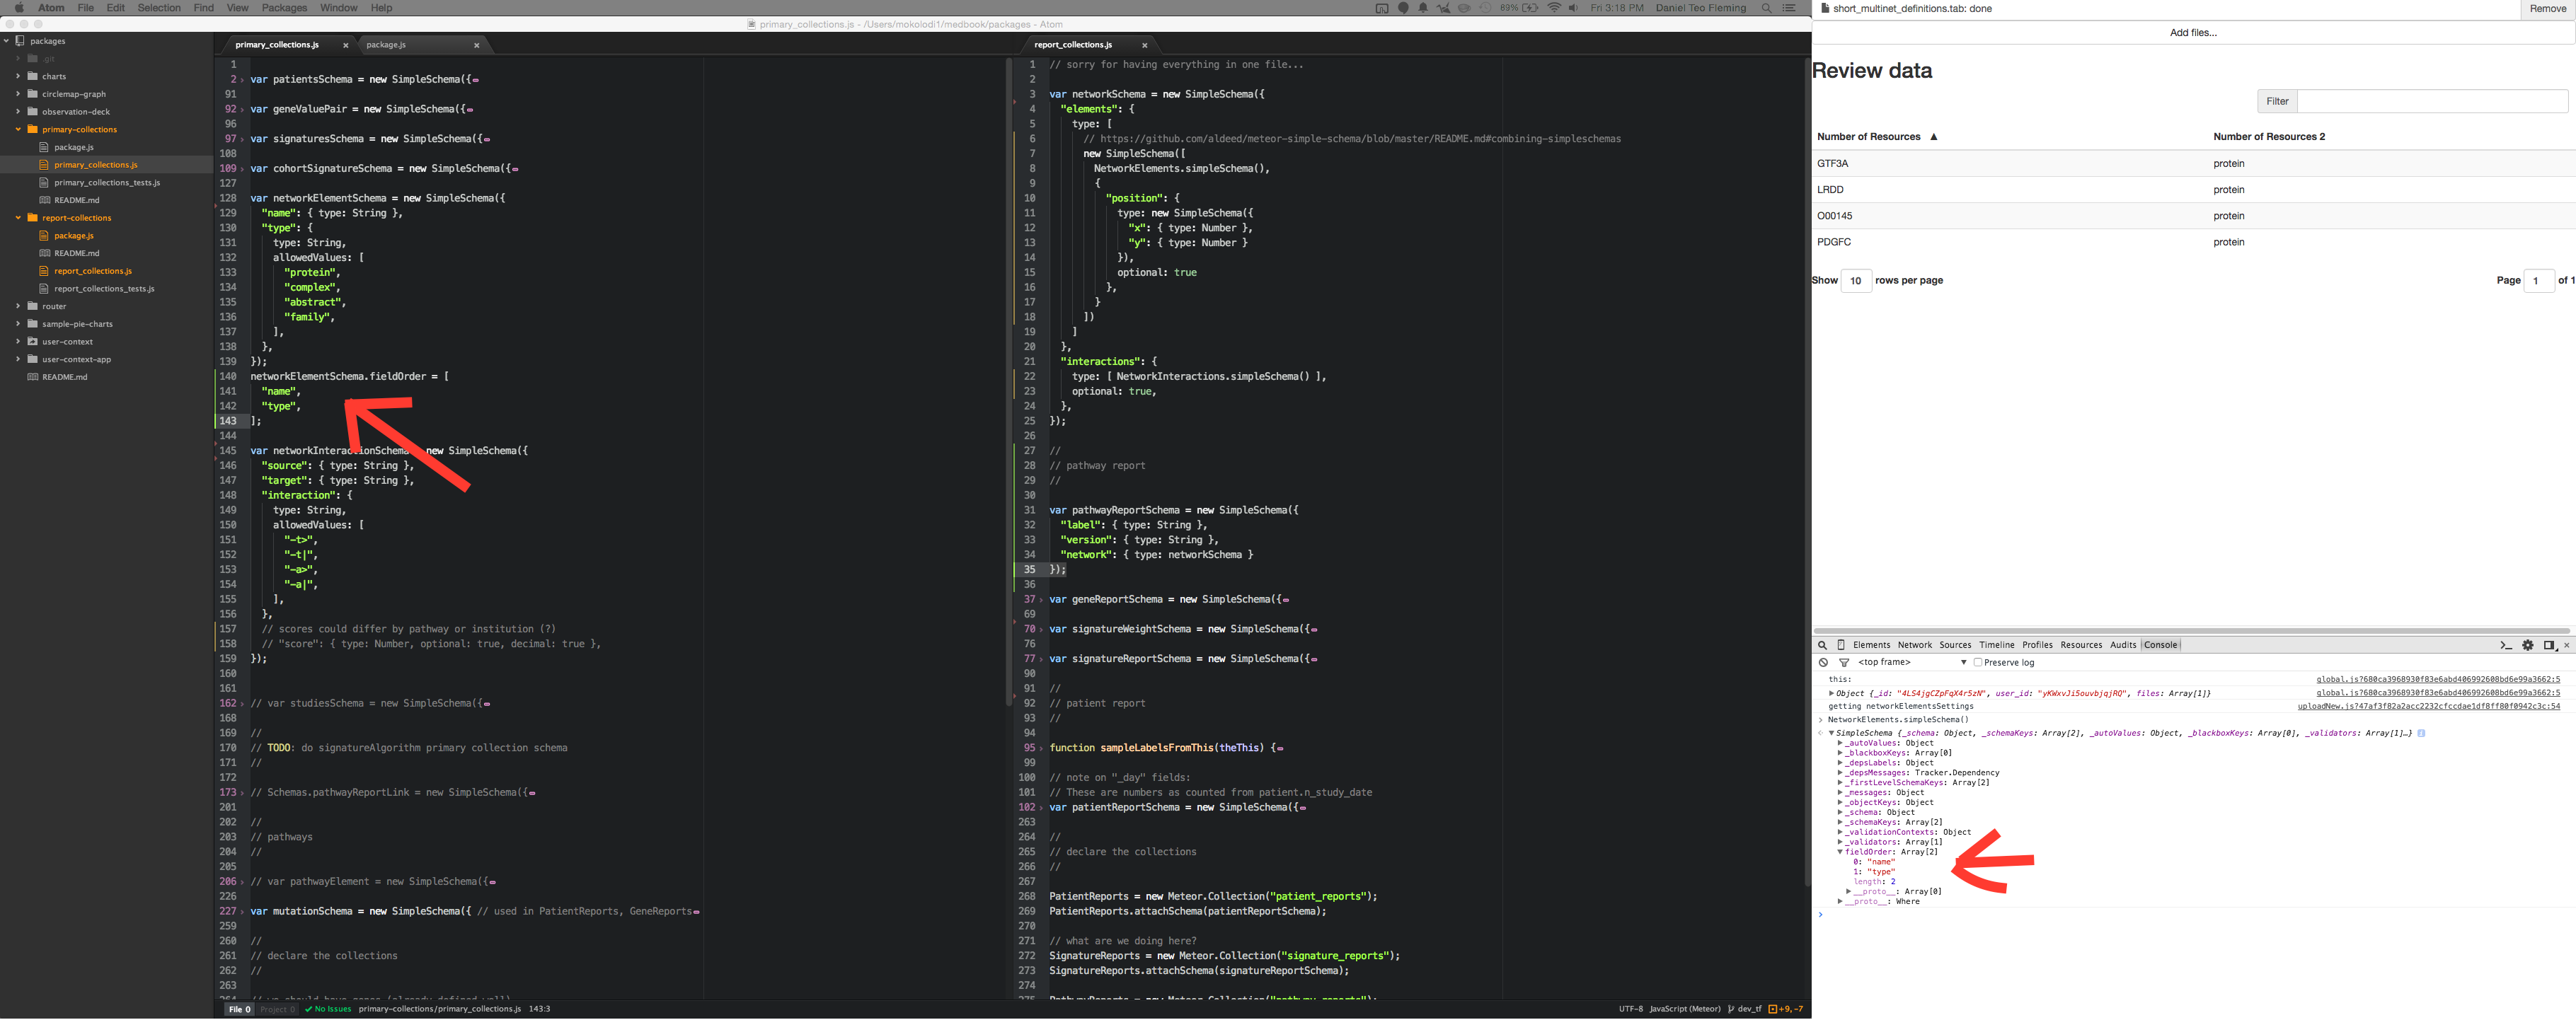 Atom File Edit Selection Find View Packages Window Help
89% Fri 3:18 PM Daniel Teo Fleming
primary_collections.js - /Users/mokolodi1/medbook/packages - Atom
packages
.git
charts
circlemap-graph
observation-deck
primary-collections
package.js
primary_collections.js
primary_collections_tests.js
README.md
report-collections
package.js
README.md
report_collections.js
report_collections_tests.js
router
sample-pie-charts
user-context
user-context-app
README.md
primary_collections.js
package.js
1
2 var patientsSchema = new SimpleSchema({
91
92 var geneValuePair = new SimpleSchema({
96
97 var signaturesSchema = new SimpleSchema({
108
109 var cohortSignatureSchema = new SimpleSchema({
127
128 var networkElementSchema = new SimpleSchema({
129 "name": { type: String },
130 "type": {
131 type: String,
132 allowedValues: [
133 "protein",
134 "complex",
135 "abstract",
136 "family",
137 ],
138 },
139 });
140 networkElementSchema.fieldOrder = [
141 "name",
142 "type",
143 ];
144
145 var networkInteractionSchema new SimpleSchema({
146 "source": { type: String },
147 "target": { type: String },
148 "interaction": {
149 type: String,
150 allowedValues: [
151 "-t>",
152 "-t|",
153 "-a>",
154 "-a|",
155 ],
156 },
157 // scores could differ by pathway or institution (?)
158 // "score": { type: Number, optional: true, decimal: true },
159 });
160
161
162 // var studiesSchema = new SimpleSchema({
168
169 //
170 // TODO: do signatureAlgorithm primary collection schema
171 //
172
173 // Schemas.pathwayReportLink = new SimpleSchema({
201
202 //
203 // pathways
204 //
205
206 // var pathwayElement = new SimpleSchema({
226
227 var mutationSchema = new SimpleSchema({ // used in PatientReports, GeneReports
259
260 //
261 // declare the collections
262 //
263
report_collections.js
1 // sorry for having everything in one file...
2
3 var networkSchema = new SimpleSchema({
4 "elements": {
5 type: [
6 // https://github.com/aldeed/meteor-simple-schema/blob/master/README.md#combining-simpleschemas
7 new SimpleSchema([
8 NetworkElements.simpleSchema(),
9 {
10 "position": {
11 type: new SimpleSchema({
12 "x": { type: Number },
13 "y": { type: Number }
14 }),
15 optional: true
16 },
17 }
18 ])
19 ]
20 },
21 "interactions": {
22 type: [ NetworkInteractions.simpleSchema() ],
23 optional: true,
24 },
25 });
26
27 //
28 // pathway report
29 //
30
31 var pathwayReportSchema = new SimpleSchema({
32 "label": { type: String },
33 "version": { type: String },
34 "network": { type: networkSchema }
35 });
36
37 var geneReportSchema = new SimpleSchema({
69
70 var signatureWeightSchema = new SimpleSchema({
76
77 var signatureReportSchema = new SimpleSchema({
90
91 //
92 // patient report
93 //
94
95 function sampleLabelsFromThis(theThis) {
99
100 // note on "_day" fields:
101 // These are numbers as counted from patient.n_study_date
102 var patientReportSchema = new SimpleSchema({
263
264 //
265 // declare the collections
266 //
267
268 PatientReports = new Meteor.Collection("patient_reports");
269 PatientReports.attachSchema(patientReportSchema);
270
271 // what are we doing here?
272 SignatureReports = new Meteor.Collection("signature_reports");
273 SignatureReports.attachSchema(signatureReportSchema);
274
File 0 Project 0 No Issues primary-collections/primary_collections.js 143:3
UTF-8 JavaScript (Meteor) dev_tf +9, -7
short_multinet_definitions.tab: done Remove
Add files...
Review data
Filter
Number of Resources ▲ Number of Resources 2
GTF3A protein
LRDD protein
O00145 protein
PDGFC protein
Show 10 rows per page Page 1 of 1
Elements Network Sources Timeline Profiles Resources Audits Console
<top frame> Preserve log
this: global.js?680ca3968930f83e6abd406992608bd6e99a3662:5
Object {_id: "4LS4jgCZpFqX4r5zN", user_id: "yKWxvJi5ouvbjqjRQ", files: Array[1]} global.js?680ca3968930f83e6abd406992608bd6e99a3662:5
getting networkElementsSettings uploadNew.js?47af3f82a2acc2232cfccdae1df8ff80f0942c3c:54
NetworkElements.simpleSchema()
SimpleSchema {_schema: Object, _schemaKeys: Array[2], _autoValues: Object, _blackboxKeys: Array[0], _validators: Array[1]…}
_autoValues: Object
_blackboxKeys: Array[0]
_depsLabels: Object
_depsMessages: Tracker.Dependency
_firstLevelSchemaKeys: Array[2]
_messages: Object
_objectKeys: Object
_schema: Object
_schemaKeys: Array[2]
_validationContexts: Object
_validators: Array[1]
fieldOrder: Array[2]
0: "name"
1: "type"
length: 2
__proto__: Array[0]
__proto__: Where